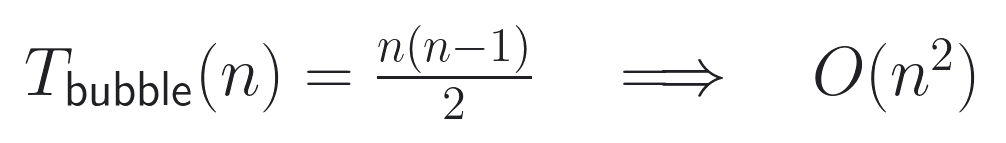 T_bubble(n) = n(n−1)/2 ⟹ O(n²)